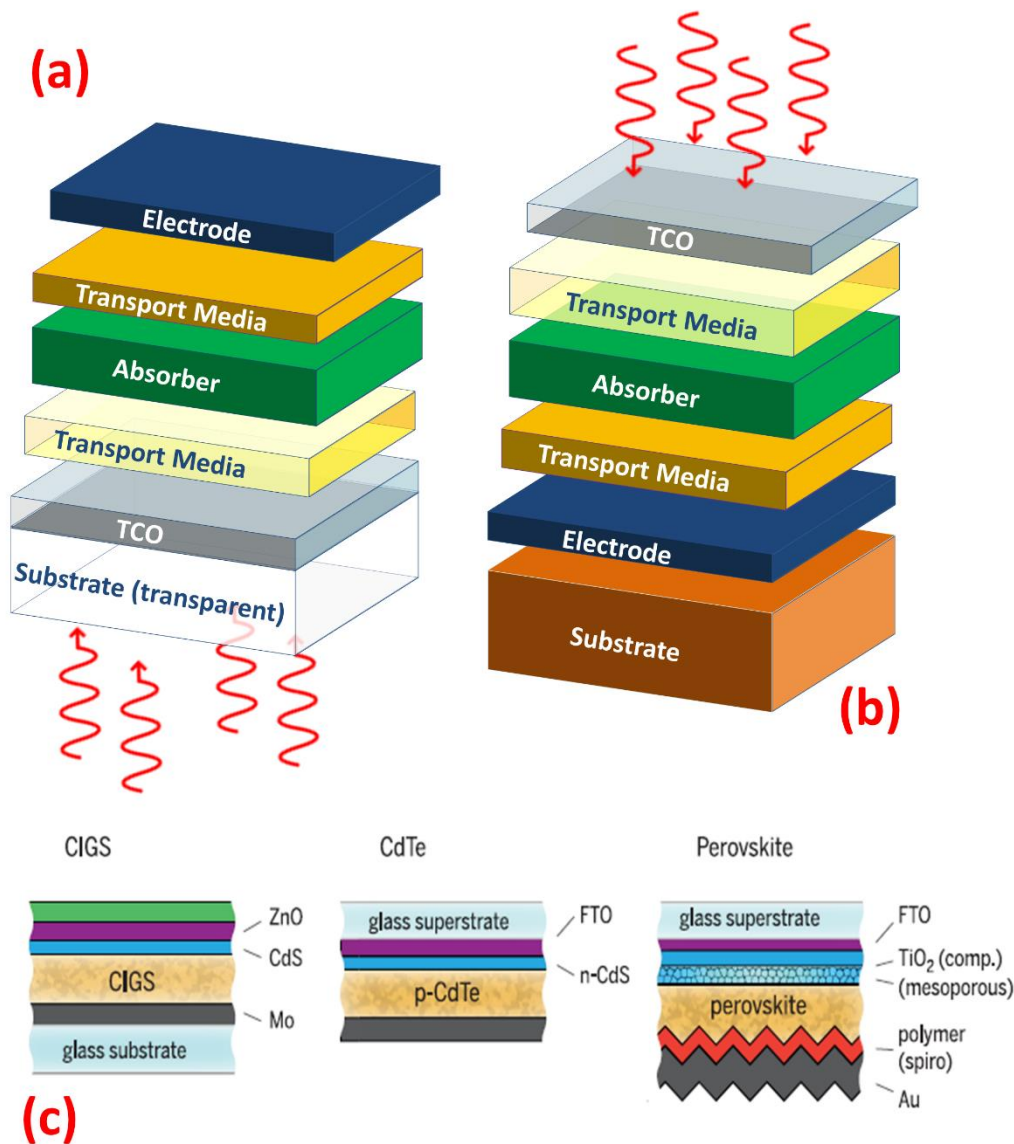 (a)
Electrode
Transport Media
Absorber
Transport Media
TCO
Substrate (transparent)
TCO
Transport Media
Absorber
Transport Media
Electrode
Substrate
(b)
CIGS
ZnO
CdS
CIGS
Mo
glass substrate
CdTe
glass superstrate
FTO
n-CdS
p-CdTe
Perovskite
glass superstrate
FTO
TiO₂ (comp.)
(mesoporous)
perovskite
polymer
(spiro)
Au
(c)